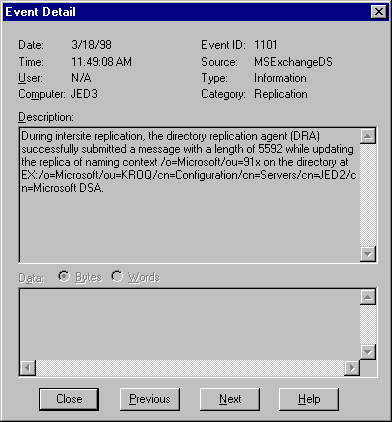 Event Detail
Date: 3/18/98 Event ID: 1101
Time: 11:49:08 AM Source: MSExchangeDS
User: N/A Type: Information
Computer: JED3 Category: Replication
Description:
During intersite replication, the directory replication agent (DRA)
successfully submitted a message with a length of 5592 while updating
the replica of naming context /o=Microsoft/ou=91x on the directory at
EX:/o=Microsoft/ou=KROQ/cn=Configuration/cn=Servers/cn=JED2/c
n=Microsoft DSA.
Data: Bytes Words
Close Previous Next Help